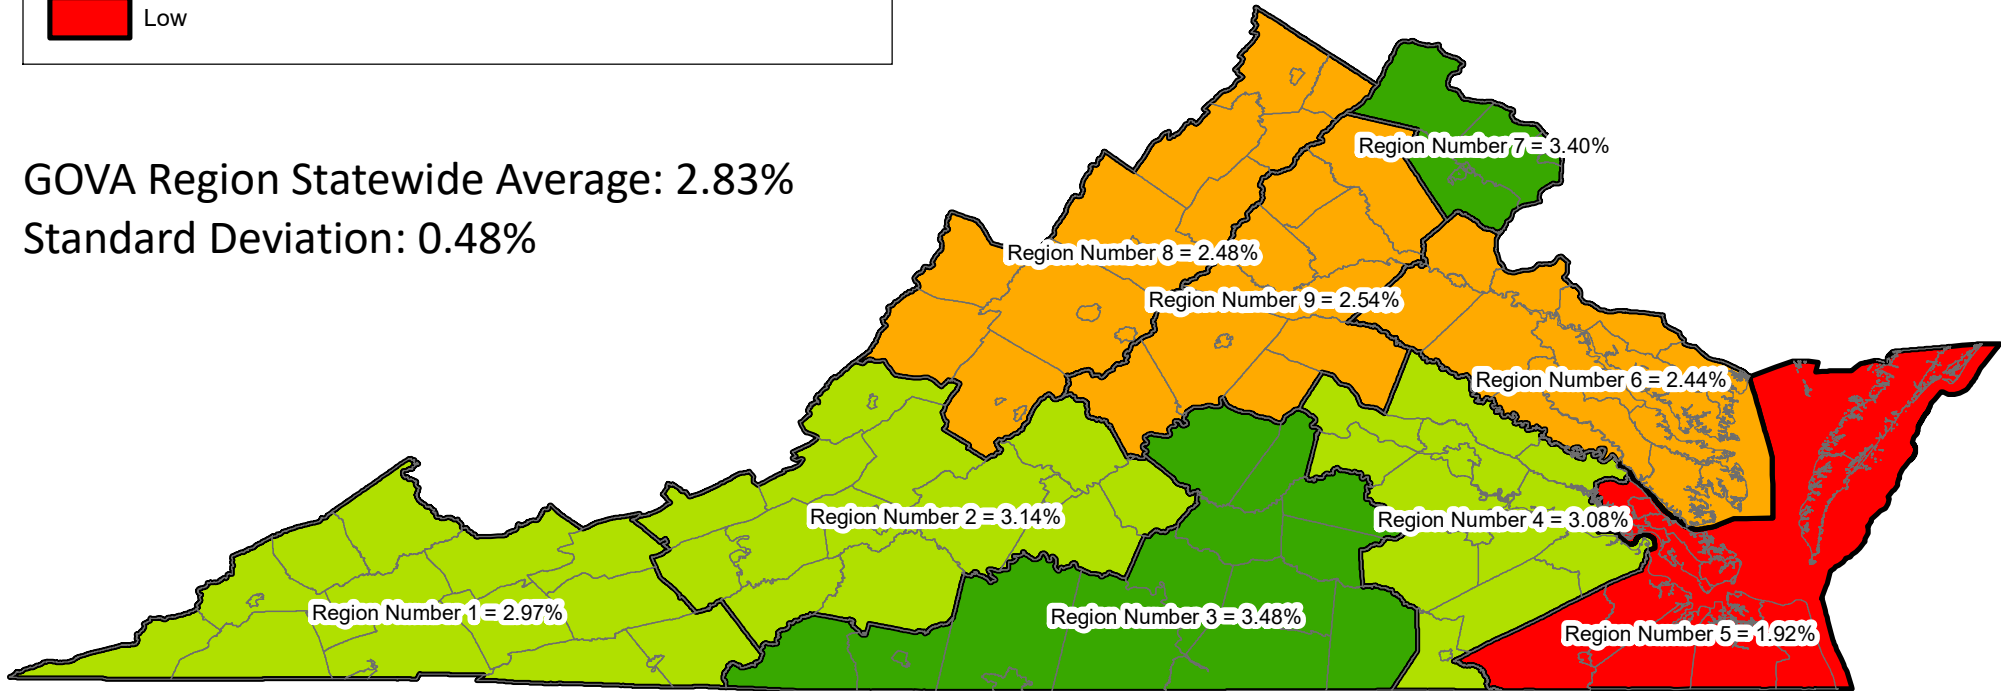 Low
GOVA Region Statewide Average: 2.83%
Standard Deviation: 0.48%
Region Number 7 = 3.40%
Region Number 8 = 2.48%
Region Number 9 = 2.54%
Region Number 6 = 2.44%
Region Number 2 = 3.14%
Region Number 4 = 3.08%
Region Number 1 = 2.97%
Region Number 3 = 3.48%
Region Number 5 = 1.92%